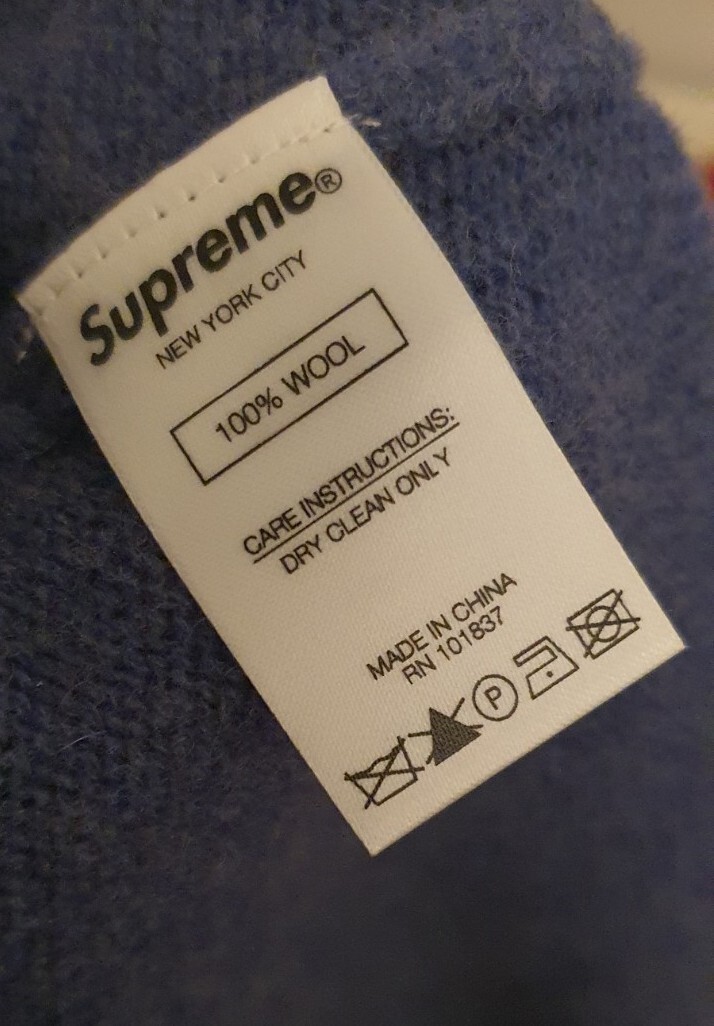 Supreme®
NEW YORK CITY
100% WOOL
CARE INSTRUCTIONS:
DRY CLEAN ONLY
MADE IN CHINA
RN 101837
P